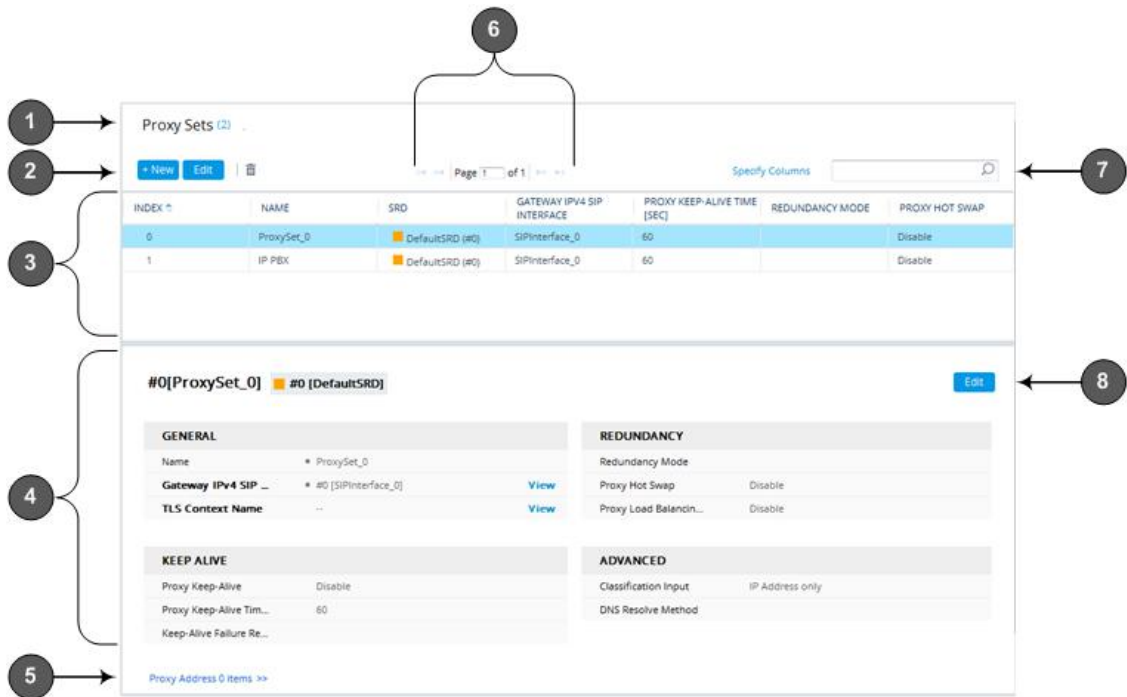 6
1
Proxy Sets (2)
2
+ New Edit
Page 1 of 1
Specify Columns
7
INDEX NAME SRD GATEWAY IPV4 SIP INTERFACE PROXY KEEP-ALIVE TIME [SEC] REDUNDANCY MODE PROXY HOT SWAP
0 ProxySet_0 DefaultSRD (#0) SIPInterface_0 60 Disable
1 IP PBX DefaultSRD (#0) SIPInterface_0 60 Disable
3
#0[ProxySet_0] #0 [DefaultSRD]
Edit
8
4
GENERAL
Name ProxySet_0
Gateway IPv4 SIP ... #0 [SIPInterface_0] View
TLS Context Name -- View
REDUNDANCY
Redundancy Mode
Proxy Hot Swap Disable
Proxy Load Balancin... Disable
KEEP ALIVE
Proxy Keep-Alive Disable
Proxy Keep-Alive Tim... 60
Keep-Alive Failure Re...
ADVANCED
Classification Input IP Address only
DNS Resolve Method
5
Proxy Address 0 items >>